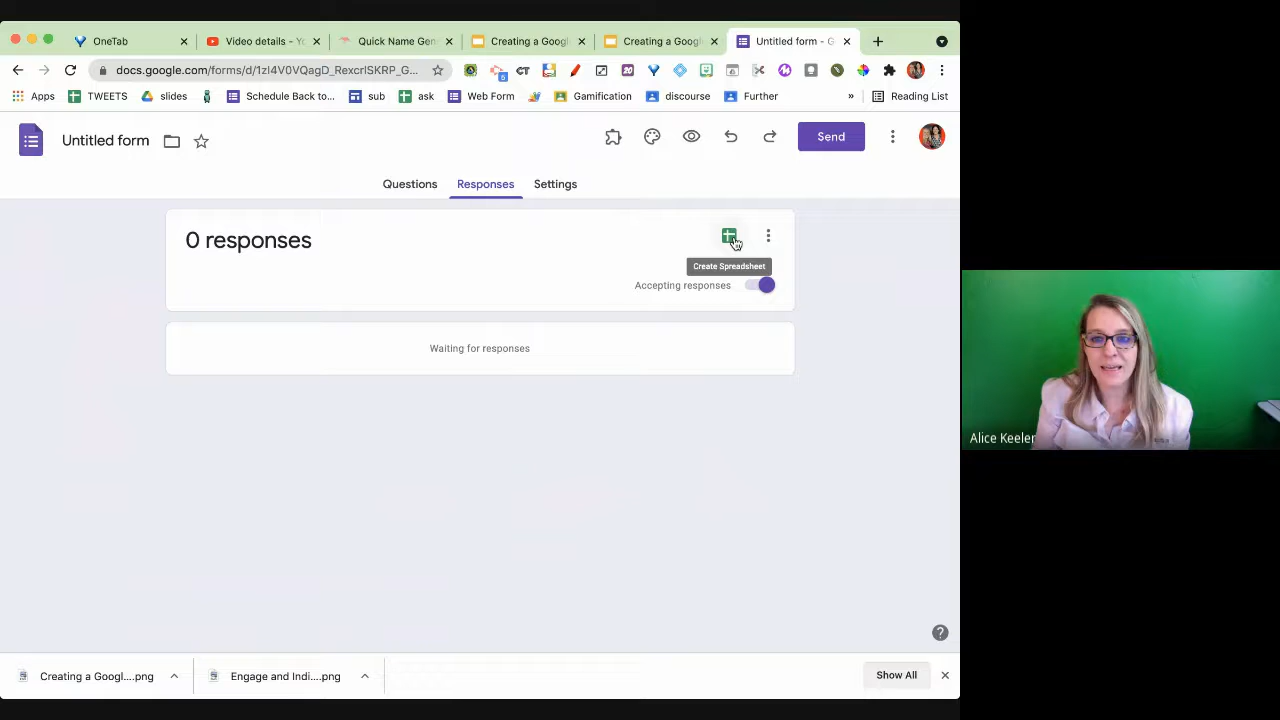 OneTab
Video details - Yo
Quick Name Gen
Creating a Googl
Creating a Googl
Untitled form - G
docs.google.com/forms/d/1zl4V0VQagD_RexcrlSKRP_G...
Apps
TWEETS
slides
Schedule Back to...
sub
ask
Web Form
Gamification
discourse
Further
»
Reading List
Untitled form
Send
Questions
Responses
Settings
0 responses
Create Spreadsheet
Accepting responses
Waiting for responses
Alice Keeler
Creating a Googl....png
Engage and Indi....png
Show All